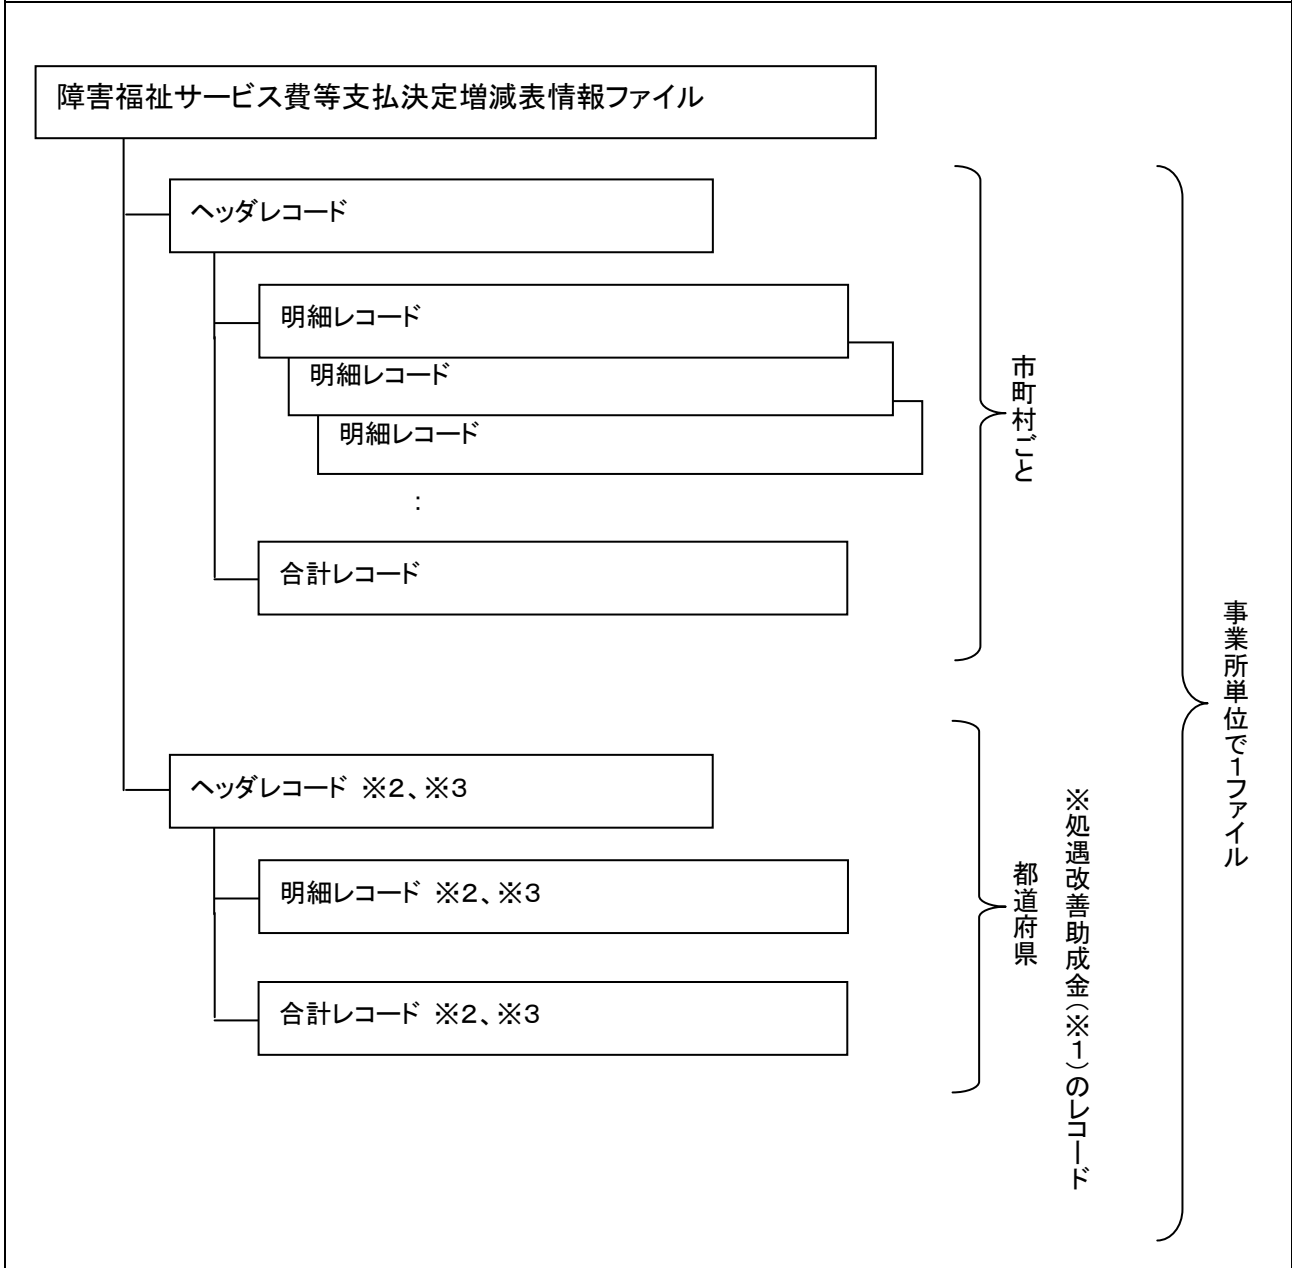 障害福祉サービス費等支払決定増減表情報ファイル
ヘッダレコード
明細レコード
明細レコード
明細レコード
:
合計レコード
市町村ごと
ヘッダレコード ※2、※3
明細レコード ※2、※3
合計レコード ※2、※3
都道府県
※処遇改善助成金(※1)のレコード
事業所単位で1ファイル